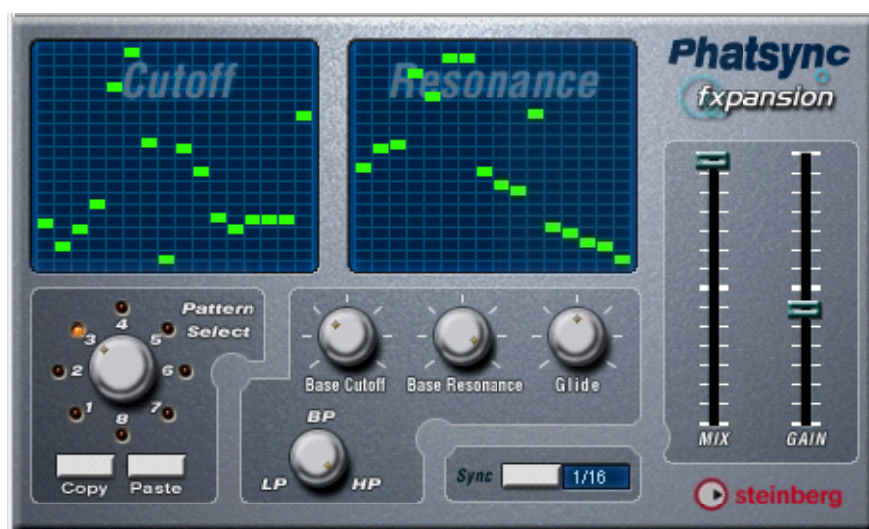 Cutoff
Resonance
Phatsync
fxpansion
Pattern
Select
1
2
3
4
5
6
7
8
Copy
Paste
Base Cutoff
Base Resonance
Glide
BP
LP
HP
Sync
1/16
MIX
GAIN
steinberg